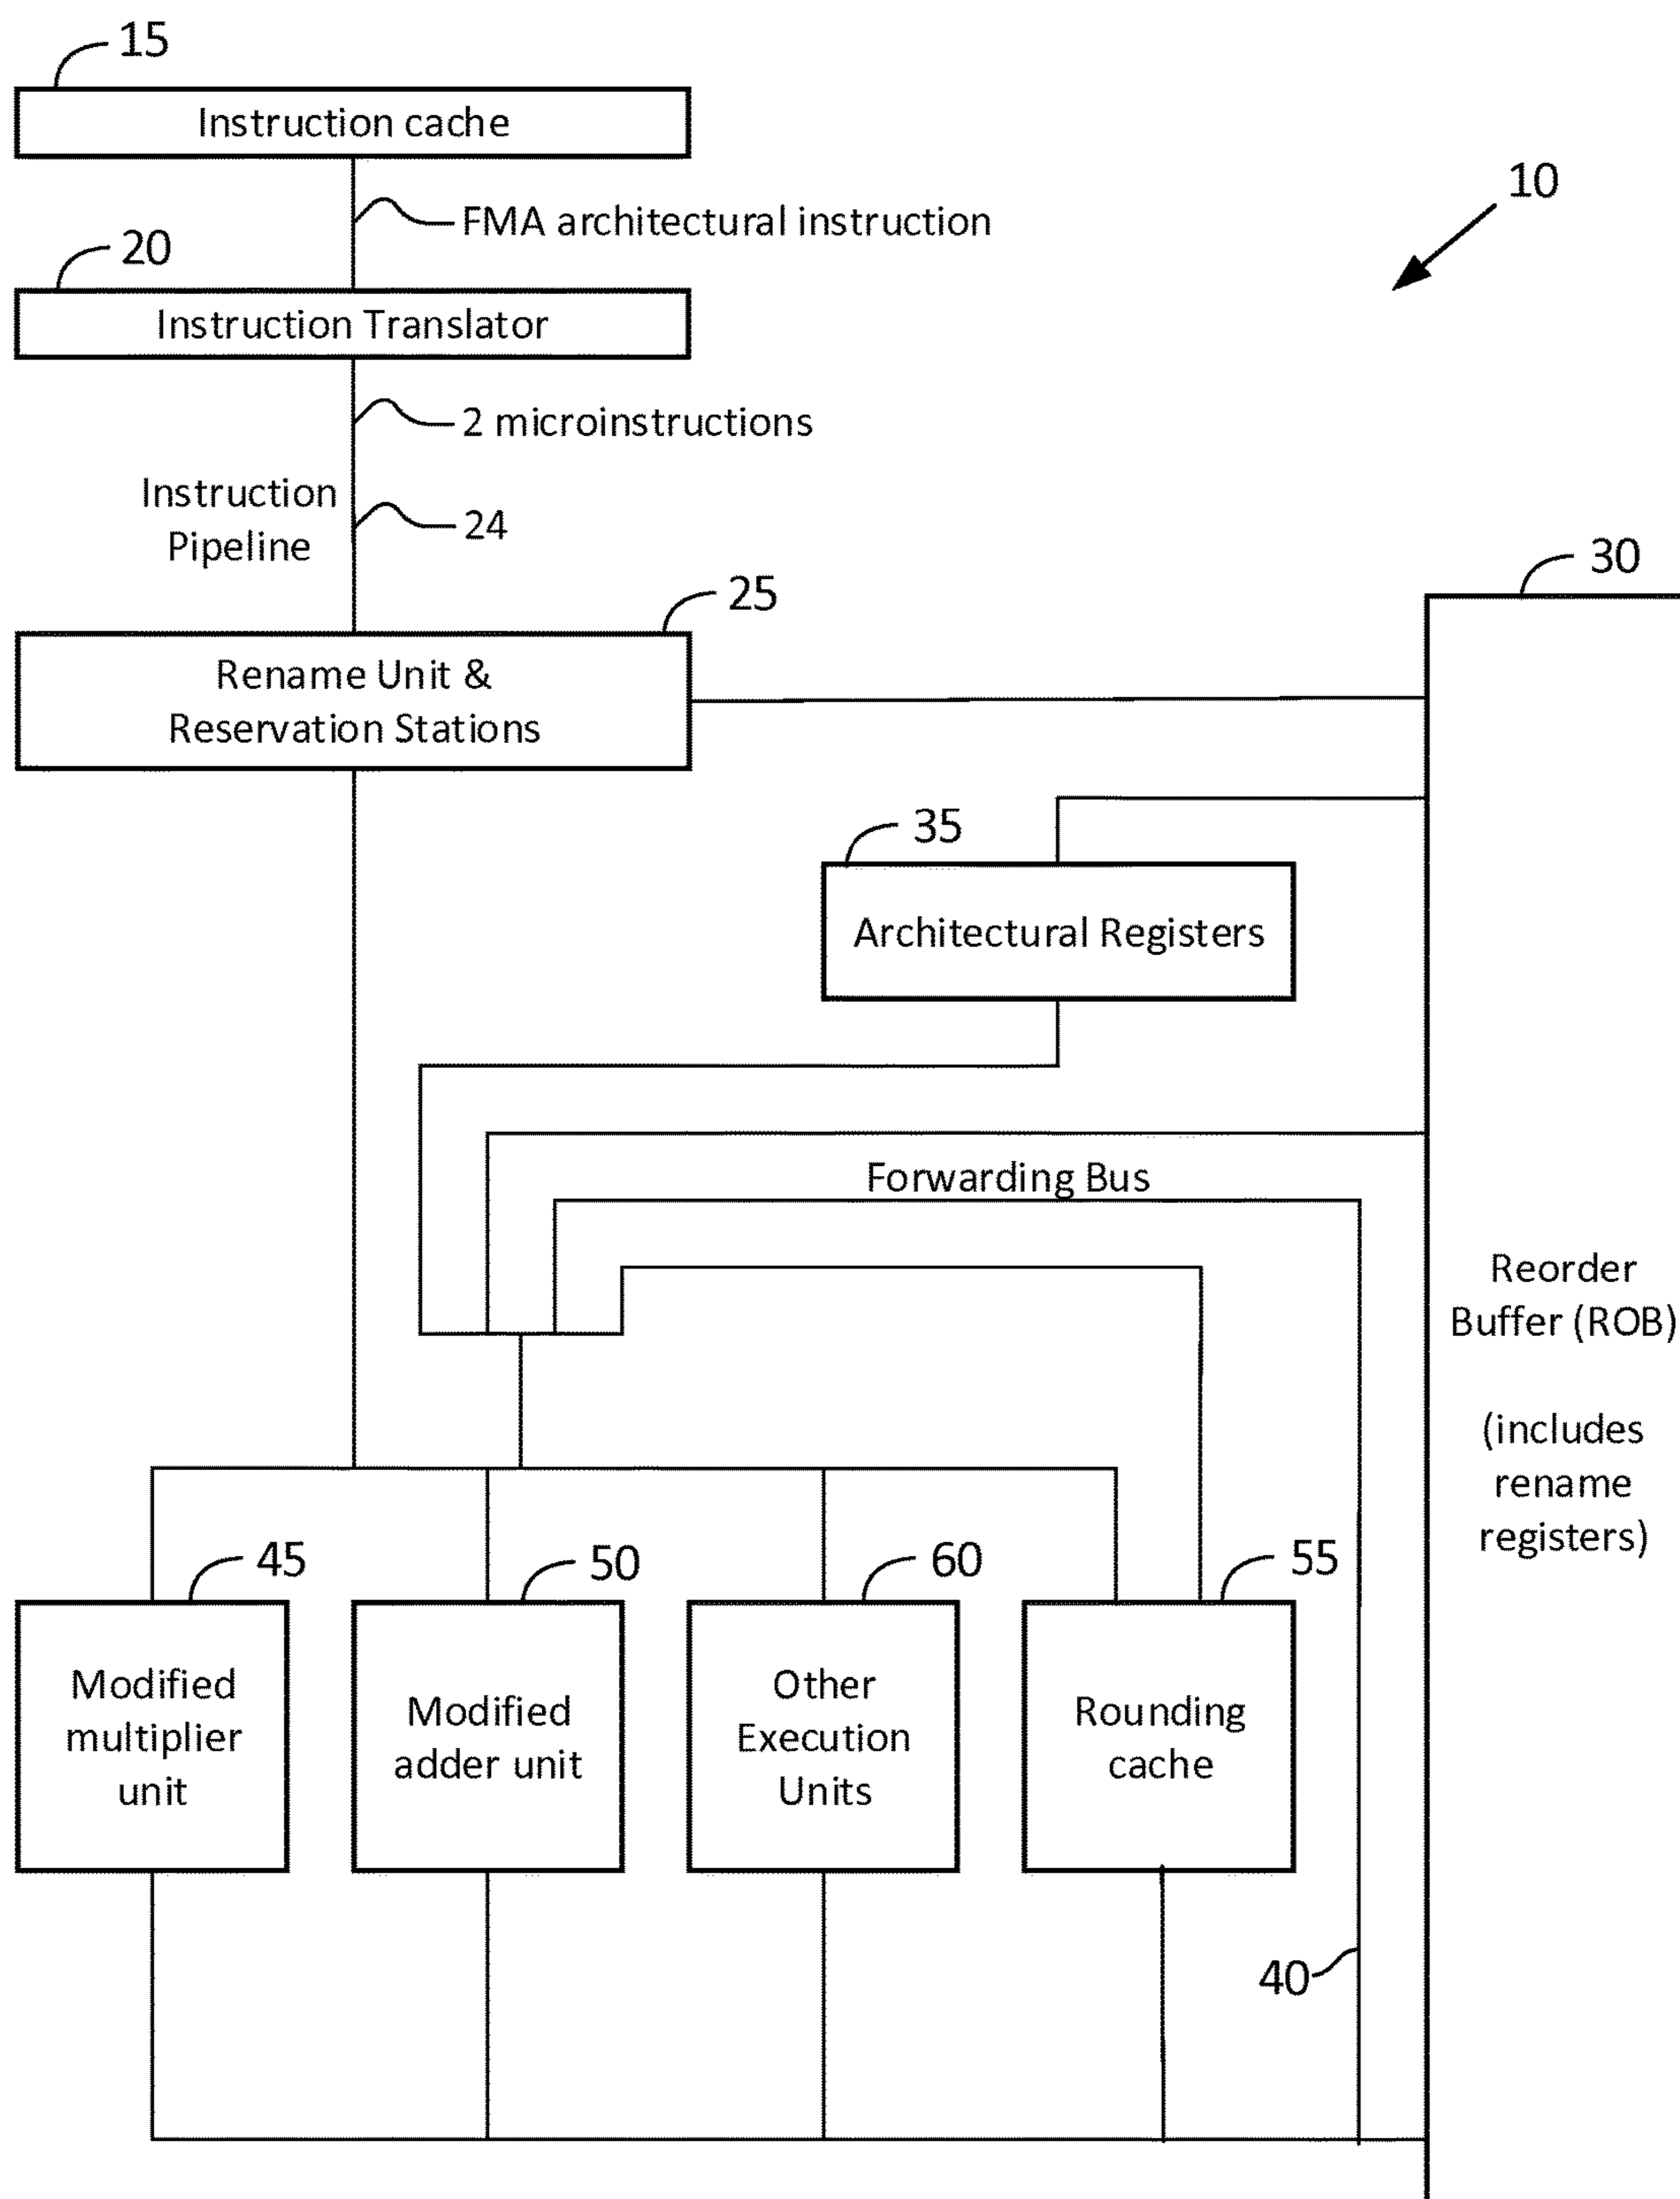 15
Instruction cache
10
FMA architectural instruction
20
Instruction Translator
2 microinstructions
Instruction
Pipeline
24
30
25
Rename Unit &
Reservation Stations
35
Architectural Registers
Forwarding Bus
Reorder
Buffer (ROB)
(includes
rename
registers)
45
50
60
55
Modified
multiplier
unit
Modified
adder unit
Other
Execution
Units
Rounding
cache
40